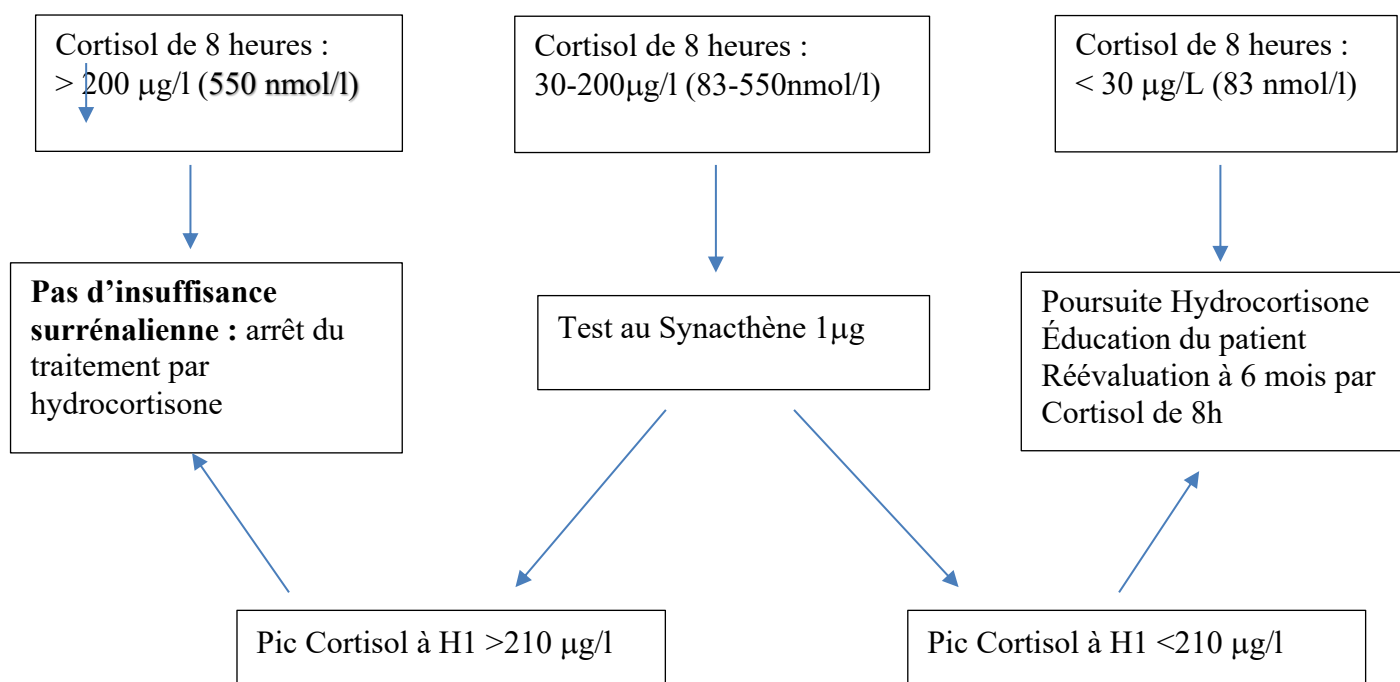 Cortisol de 8 heures :
> 200 µg/l (550 nmol/l)
Cortisol de 8 heures :
30-200µg/l (83-550nmol/l)
Cortisol de 8 heures :
< 30 µg/L (83 nmol/l)
Pas d’insuffisance
surrénalienne : arrêt du
traitement par
hydrocortisone
Test au Synacthène 1µg
Poursuite Hydrocortisone
Éducation du patient
Réévaluation à 6 mois par
Cortisol de 8h
Pic Cortisol à H1 >210 µg/l
Pic Cortisol à H1 <210 µg/l